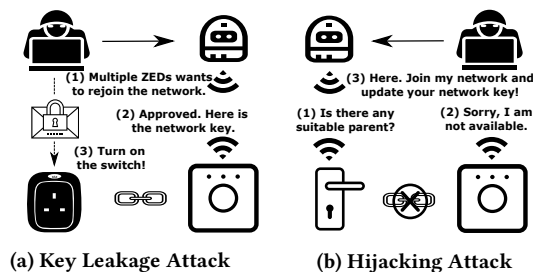 (1) Multiple ZEDs wants
to rejoin the network.
(2) Approved. Here is
the network key.
(3) Turn on
the switch!
(a) Key Leakage Attack
(3) Here. Join my network and
update your network key!
(1) Is there any
suitable parent?
(2) Sorry, I am
not available.
(b) Hijacking Attack